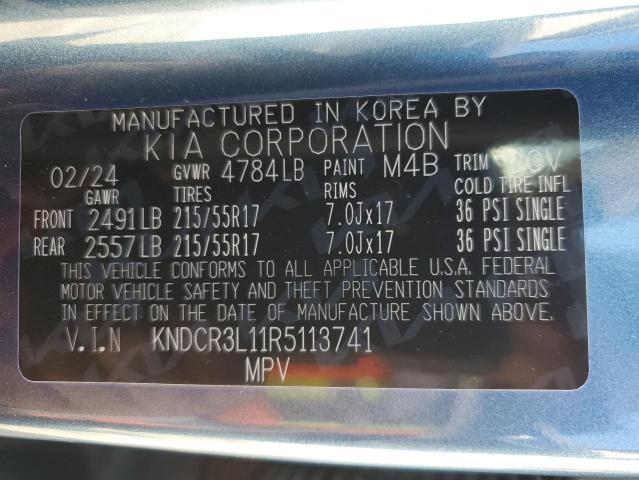 MANUFACTURED IN KOREA BY
KIA CORPORATION
02/24 GVWR 4784LB PAINT M4B TRIM
GAWR TIRES RIMS COLD TIRE INFL
FRONT 2491LB 215/55R17 7.0Jx17 36 PSI SINGLE
REAR 2557LB 215/55R17 7.0Jx17 36 PSI SINGLE
THIS VEHICLE CONFORMS TO ALL APPLICABLE U.S.A. FEDERAL
MOTOR VEHICLE SAFETY AND THEFT PREVENTION STANDARDS
IN EFFECT ON THE DATE OF MANUFACTURE SHOWN ABOVE.
V.I.N KNDCR3L11R5113741
MPV